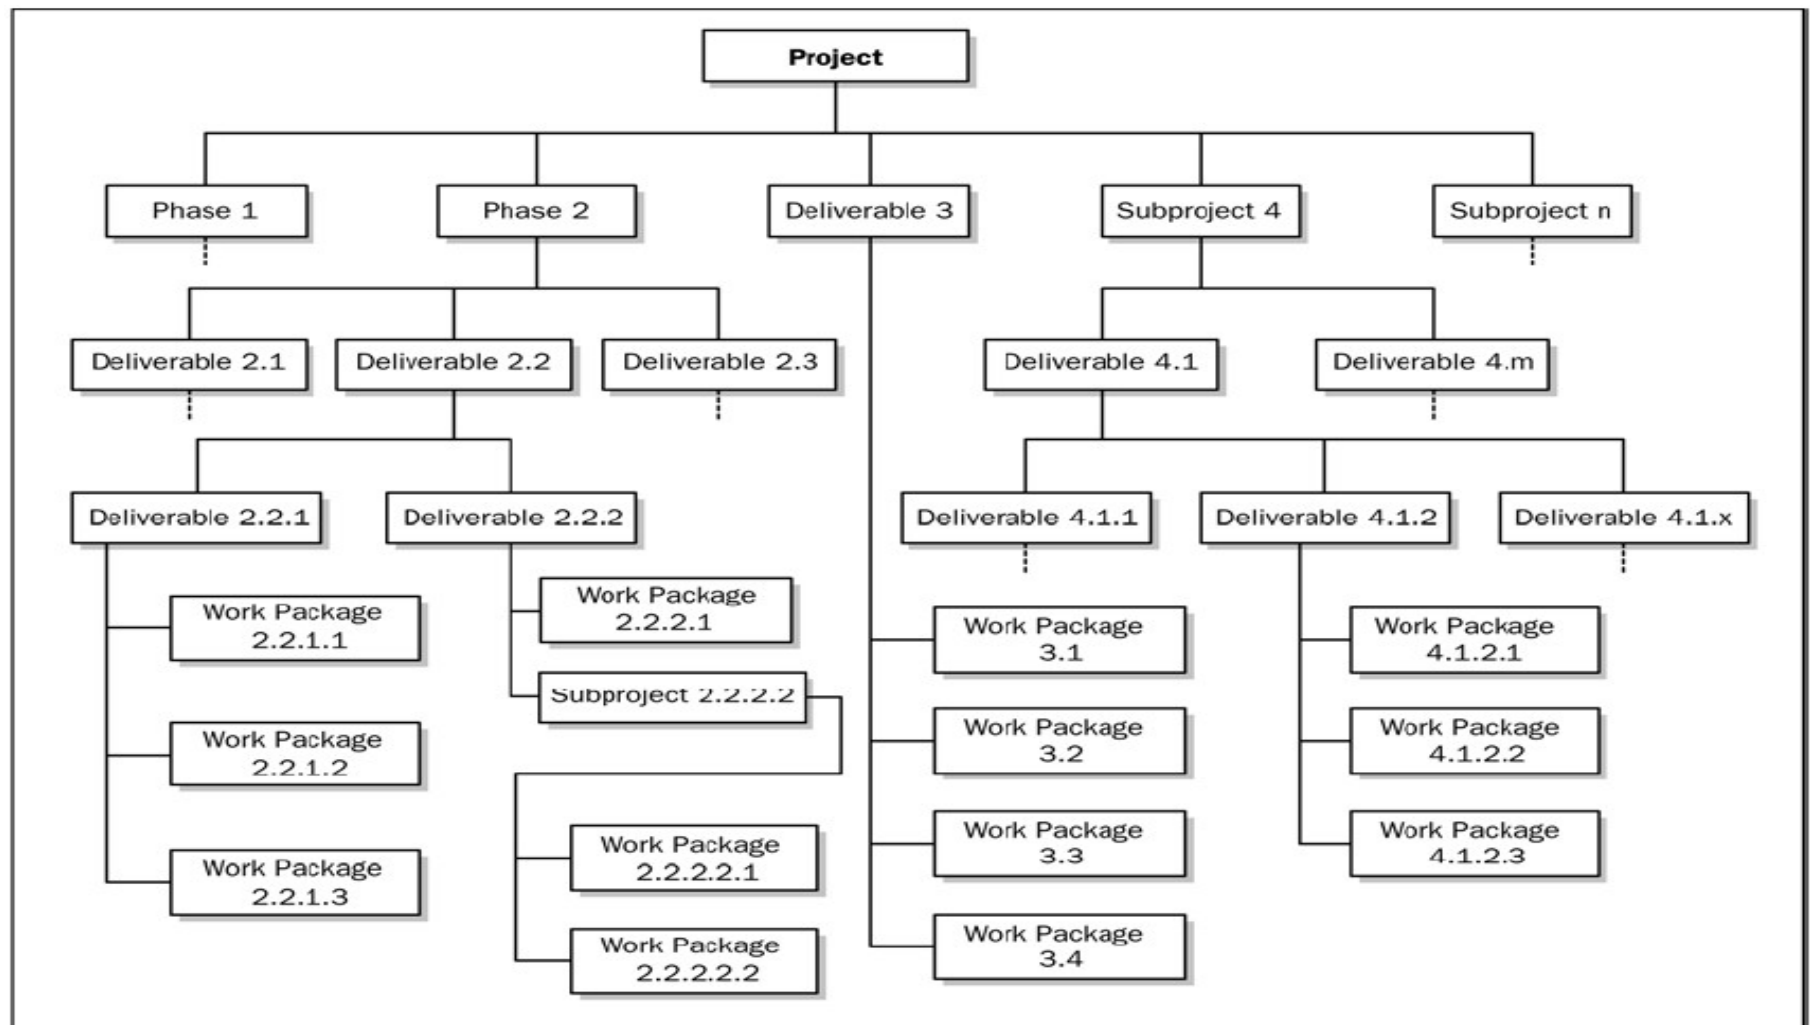 Project
Phase 1
Phase 2
Deliverable 3
Subproject 4
Subproject n
Deliverable 2.1
Deliverable 2.2
Deliverable 2.3
Deliverable 4.1
Deliverable 4.m
Deliverable 2.2.1
Deliverable 2.2.2
Deliverable 4.1.1
Deliverable 4.1.2
Deliverable 4.1.x
Work Package
2.2.1.1
Work Package
2.2.1.2
Work Package
2.2.1.3
Work Package
2.2.2.1
Subproject 2.2.2.2
Work Package
2.2.2.2.1
Work Package
2.2.2.2.2
Work Package
3.1
Work Package
3.2
Work Package
3.3
Work Package
3.4
Work Package
4.1.2.1
Work Package
4.1.2.2
Work Package
4.1.2.3